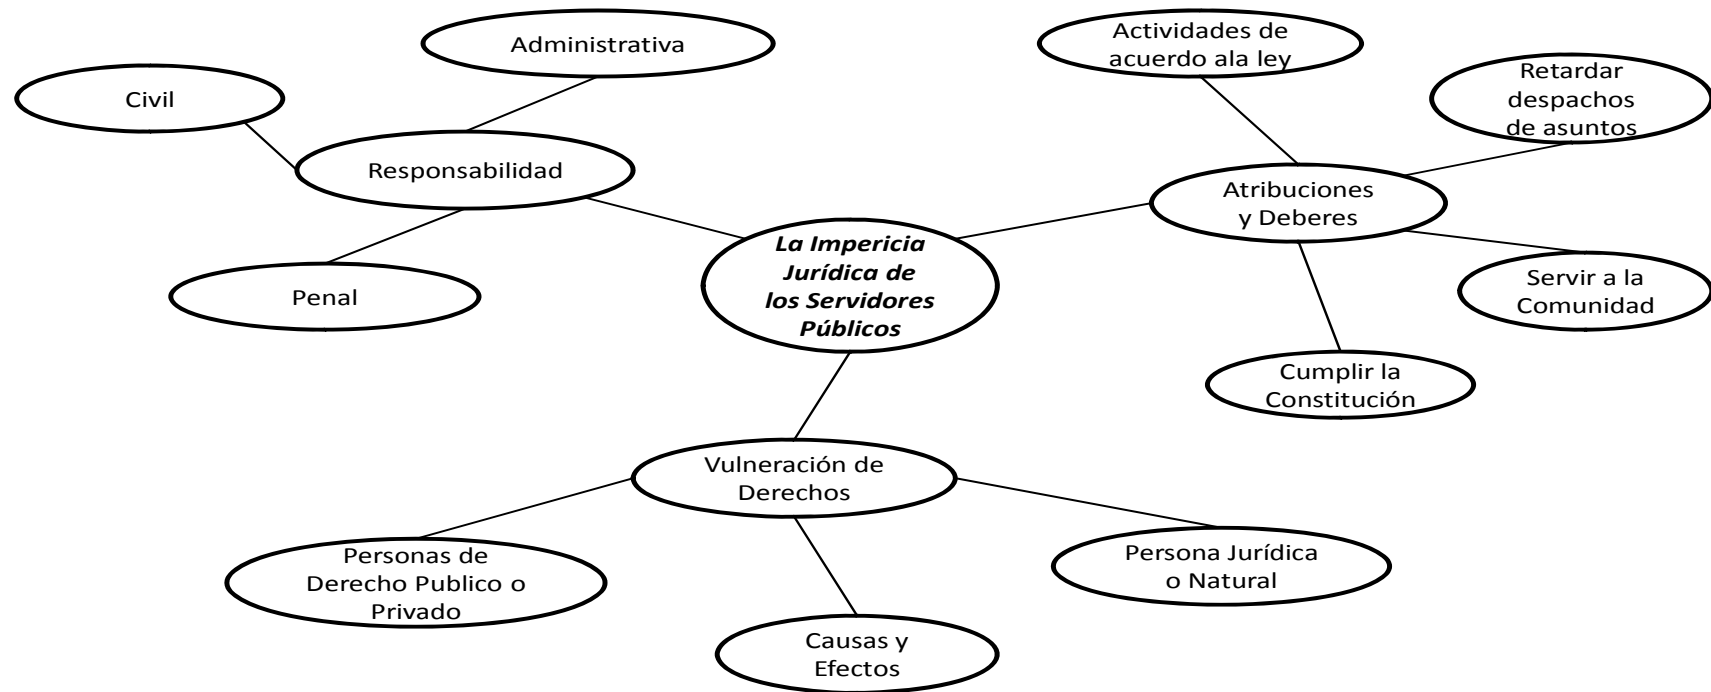 Administrativa
Civil
Responsabilidad
Penal
Actividades de
acuerdo ala ley
Retardar
despachos
de asuntos
Atribuciones
y Deberes
Servir a la
Comunidad
Cumplir la
Constitución
La Impericia
Jurídica de
los Servidores
Públicos
Vulneración de
Derechos
Personas de
Derecho Publico o
Privado
Causas y
Efectos
Persona Jurídica
o Natural